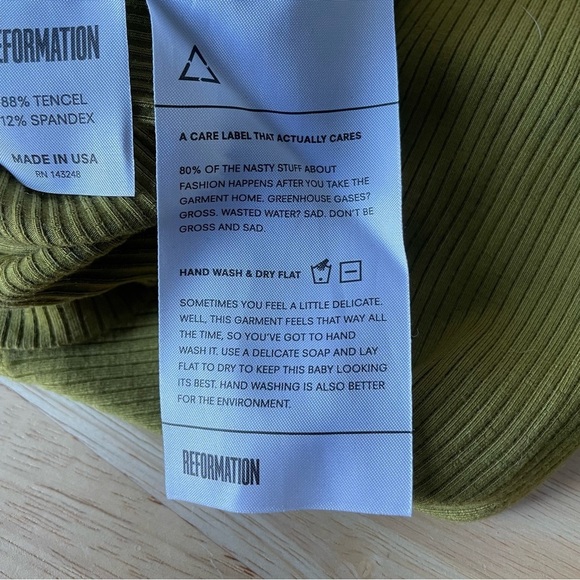 EFORMATION
88% TENCEL
12% SPANDEX
MADE IN USA
RN 143248
A CARE LABEL THAT ACTUALLY CARES
80% OF THE NASTY STUFF ABOUT
FASHION HAPPENS AFTER YOU TAKE THE
GARMENT HOME. GREENHOUSE GASES?
GROSS. WASTED WATER? SAD. DON'T BE
GROSS AND SAD.
HAND WASH & DRY FLAT
SOMETIMES YOU FEEL A LITTLE DELICATE.
WELL, THIS GARMENT FEELS THAT WAY ALL
THE TIME, SO YOU'VE GOT TO HAND
WASH IT. USE A DELICATE SOAP AND LAY
FLAT TO DRY TO KEEP THIS BABY LOOKING
ITS BEST. HAND WASHING IS ALSO BETTER
FOR THE ENVIRONMENT.
REFORMATION